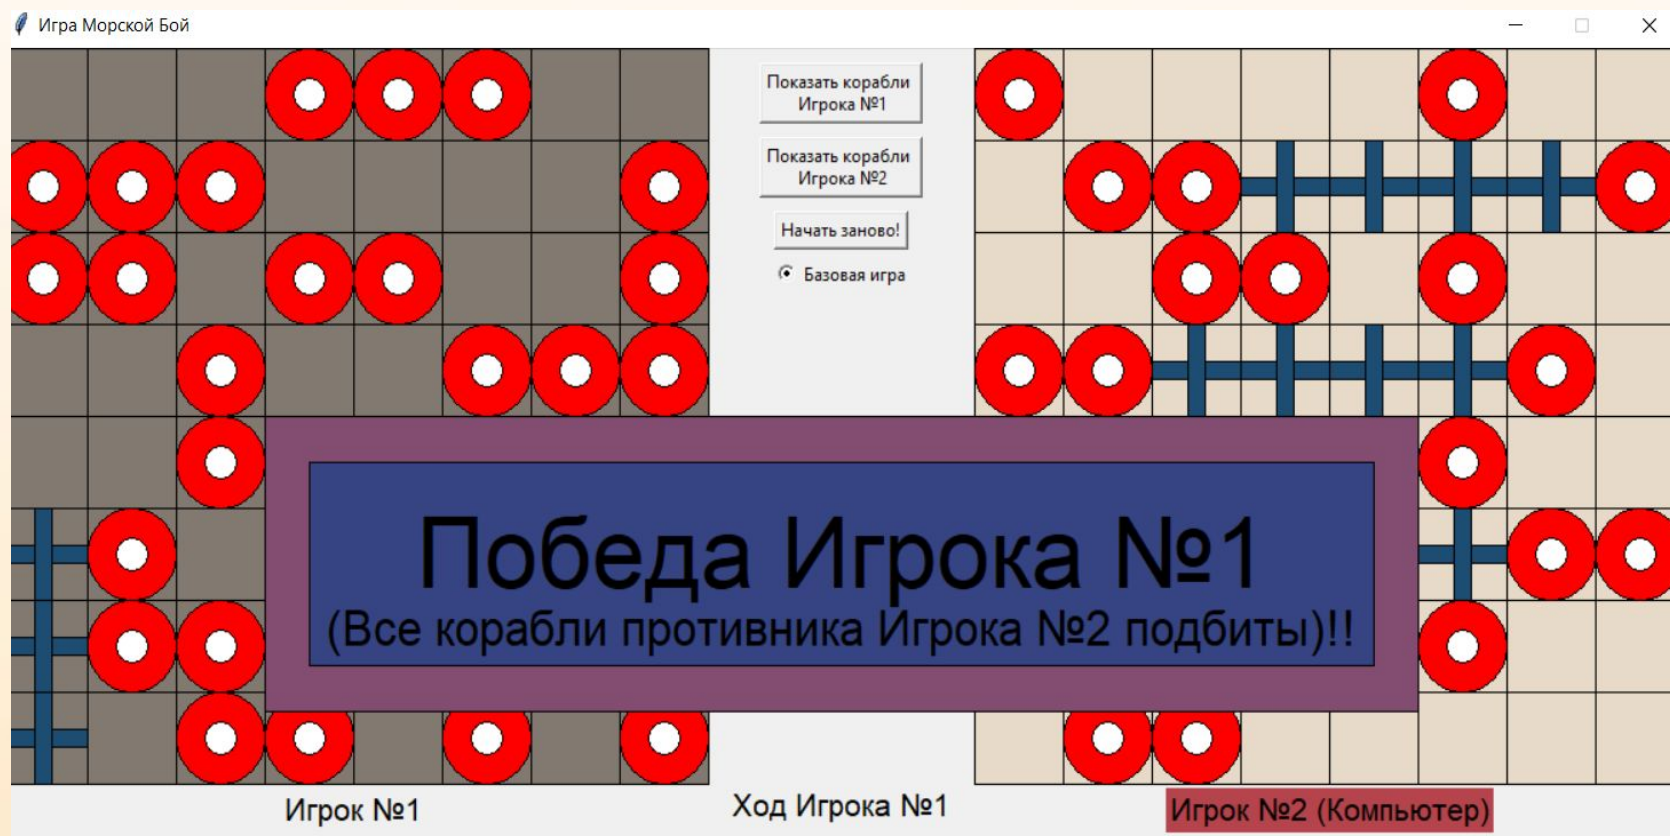 Игра Морской Бой
Показать корабли
Игрока №1
Показать корабли
Игрока №2
Начать заново!
Базовая игра
Победа Игрока №1
(Все корабли противника Игрока №2 подбиты)!!
Игрок №1
Ход Игрока №1
Игрок №2 (Компьютер)